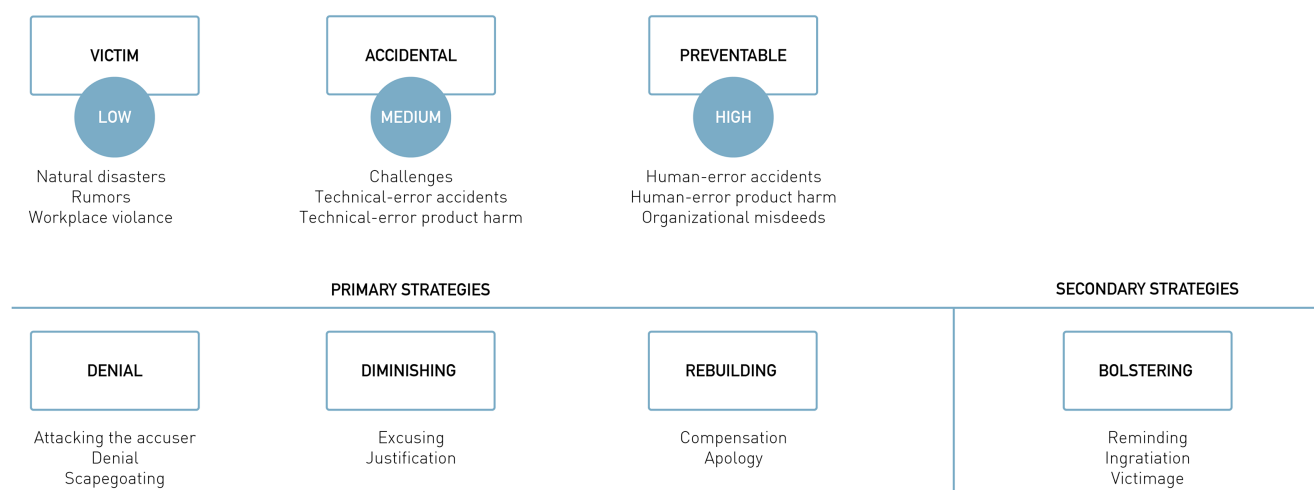 VICTIM
LOW
Natural disasters
Rumors
Workplace violance
ACCIDENTAL
MEDIUM
Challenges
Technical-error accidents
Technical-error product harm
PREVENTABLE
HIGH
Human-error accidents
Human-error product harm
Organizational misdeeds
PRIMARY STRATEGIES
DENIAL
Attacking the accuser
Denial
Scapegoating
DIMINISHING
Excusing
Justification
REBUILDING
Compensation
Apology
SECONDARY STRATEGIES
BOLSTERING
Reminding
Ingratiation
Victimage